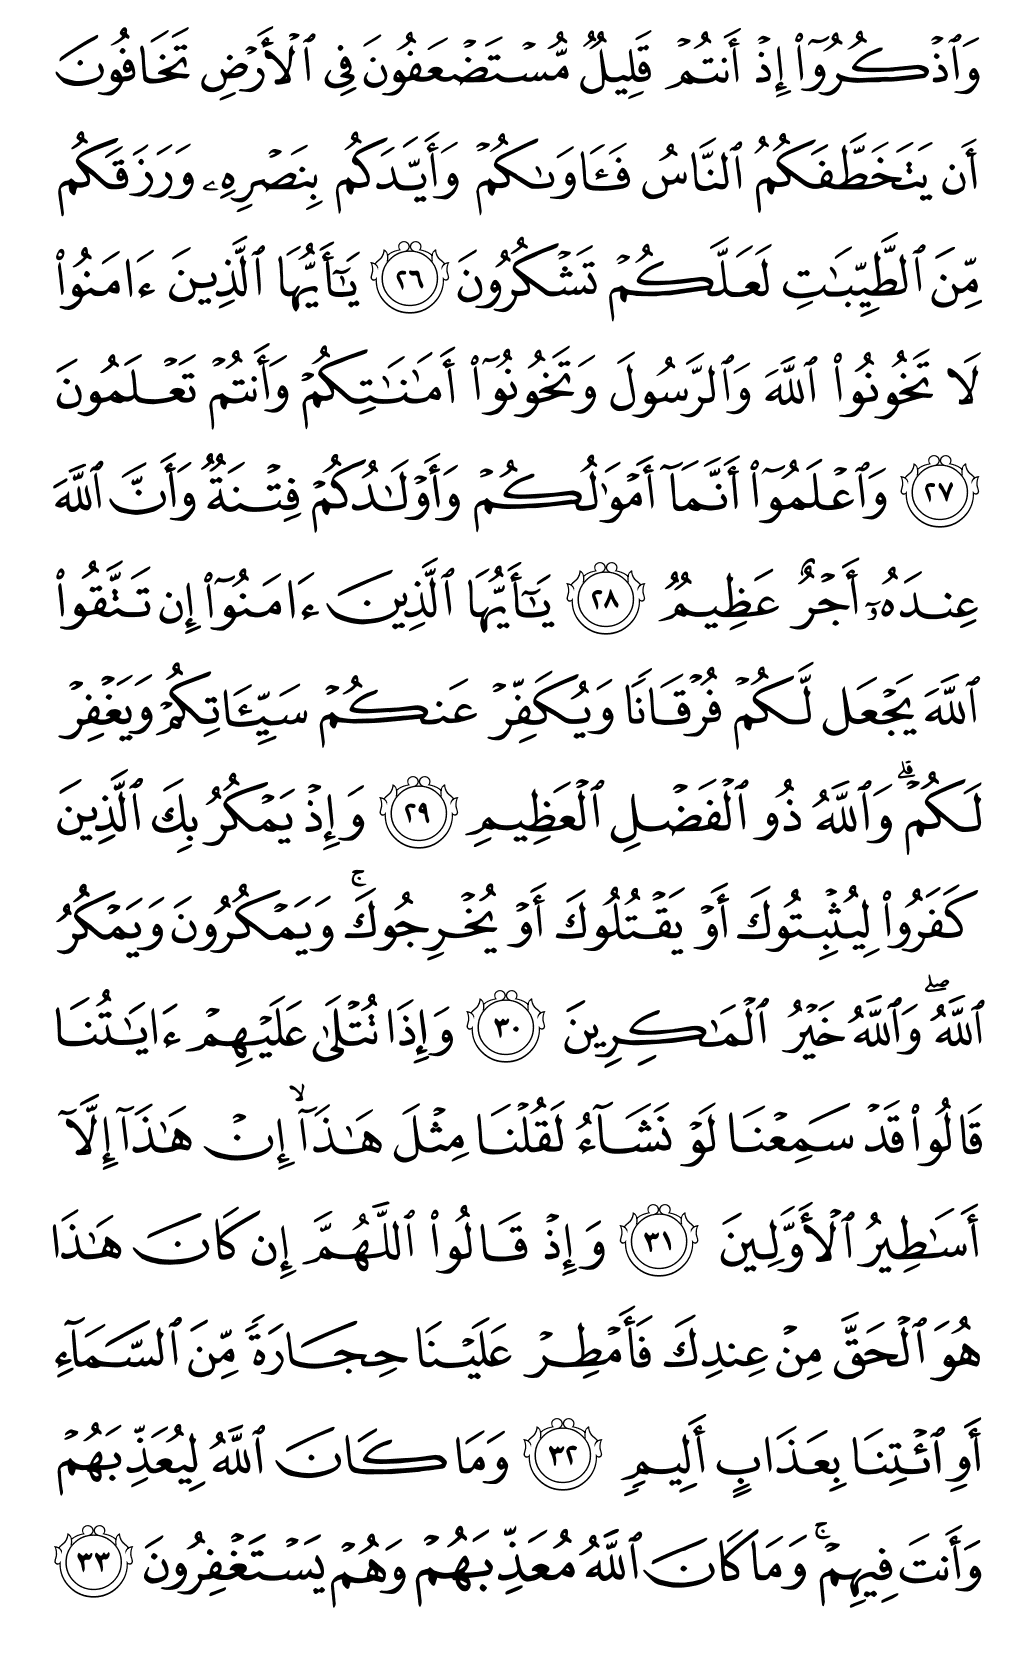 وَٱذۡكُرُوٓاْ إِذۡ أَنتُمۡ قَلِيلٞ مُّسۡتَضۡعَفُونَ فِي ٱلۡأَرۡضِ تَخَافُونَ
أَن يَتَخَطَّفَكُمُ ٱلنَّاسُ فَـَٔاوَىٰكُمۡ وَأَيَّدَكُم بِنَصۡرِهِۦ وَرَزَقَكُم
مِّنَ ٱلطَّيِّبَٰتِ لَعَلَّكُمۡ تَشۡكُرُونَ ٢٦ يَٰٓأَيُّهَا ٱلَّذِينَ ءَامَنُواْ
لَا تَخُونُواْ ٱللَّهَ وَٱلرَّسُولَ وَتَخُونُوٓاْ أَمَٰنَٰتِكُمۡ وَأَنتُمۡ تَعۡلَمُونَ
٢٧ وَٱعۡلَمُوٓاْ أَنَّمَآ أَمۡوَٰلُكُمۡ وَأَوۡلَٰدُكُمۡ فِتۡنَةٞ وَأَنَّ ٱللَّهَ
عِندَهُۥٓ أَجۡرٌ عَظِيمٞ ٢٨ يَٰٓأَيُّهَا ٱلَّذِينَ ءَامَنُوٓاْ إِن تَتَّقُواْ
ٱللَّهَ يَجۡعَل لَّكُمۡ فُرۡقَانٗا وَيُكَفِّرۡ عَنكُمۡ سَيِّـَٔاتِكُمۡ وَيَغۡفِرۡ
لَكُمۡۗ وَٱللَّهُ ذُو ٱلۡفَضۡلِ ٱلۡعَظِيمِ ٢٩ وَإِذۡ يَمۡكُرُ بِكَ ٱلَّذِينَ
كَفَرُواْ لِيُثۡبِتُوكَ أَوۡ يَقۡتُلُوكَ أَوۡ يُخۡرِجُوكَۚ وَيَمۡكُرُونَ وَيَمۡكُرُ
ٱللَّهُۖ وَٱللَّهُ خَيۡرُ ٱلۡمَٰكِرِينَ ٣٠ وَإِذَا تُتۡلَىٰ عَلَيۡهِمۡ ءَايَٰتُنَا
قَالُواْ قَدۡ سَمِعۡنَا لَوۡ نَشَآءُ لَقُلۡنَا مِثۡلَ هَٰذَآۙ إِنۡ هَٰذَآ إِلَّآ
أَسَٰطِيرُ ٱلۡأَوَّلِينَ ٣١ وَإِذۡ قَالُواْ ٱللَّهُمَّ إِن كَانَ هَٰذَا
هُوَ ٱلۡحَقَّ مِنۡ عِندِكَ فَأَمۡطِرۡ عَلَيۡنَا حِجَارَةٗ مِّنَ ٱلسَّمَآءِ
أَوِ ٱئۡتِنَا بِعَذَابٍ أَلِيمٖ ٣٢ وَمَا كَانَ ٱللَّهُ لِيُعَذِّبَهُمۡ
وَأَنتَ فِيهِمۡۚ وَمَا كَانَ ٱللَّهُ مُعَذِّبَهُمۡ وَهُمۡ يَسۡتَغۡفِرُونَ ٣٣